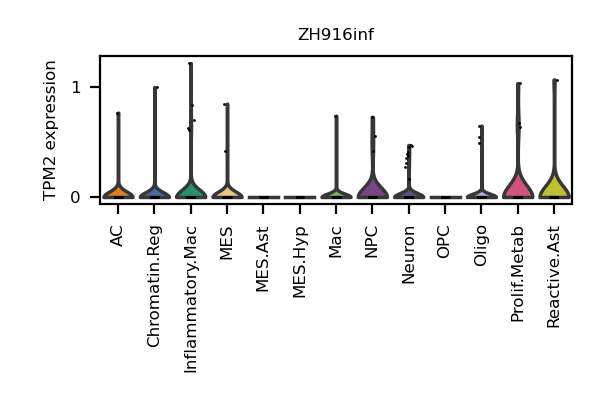 ZH916inf
TPM2 expression
1
0
AC
Chromatin.Reg
Inflammatory.Mac
MES
MES.Ast
MES.Hyp
Mac
NPC
Neuron
OPC
Oligo
Prolif.Metab
Reactive.Ast